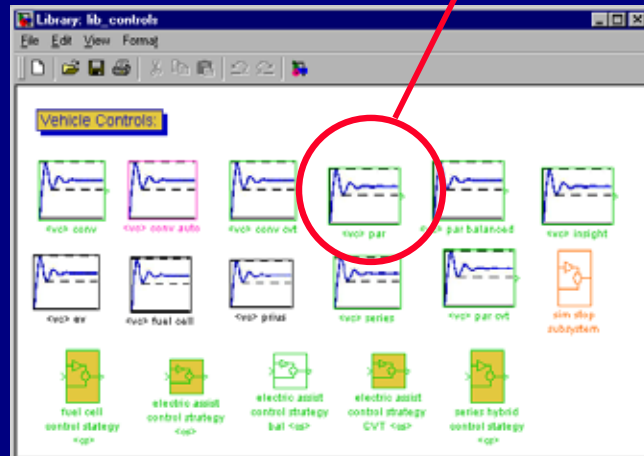 Library: lib_controls
File Edit View Format
Vehicle Controls:
<vc> conv
<vc> conv auto
<vc> conv cvt
<vc> par
<vc> par balanced
<vc> insight
<vc> ev
<vc> fuel cell
<vc> prius
<vc> series
<vc> par cvt
sim stop
subsystem
fuel cell
control stategy
<cs>
electric assist
control strategy
<cs>
electric assist
control strategy
bal <cs>
electric assist
control strategy
CVT <cs>
series hybrid
control stategy
<cs>